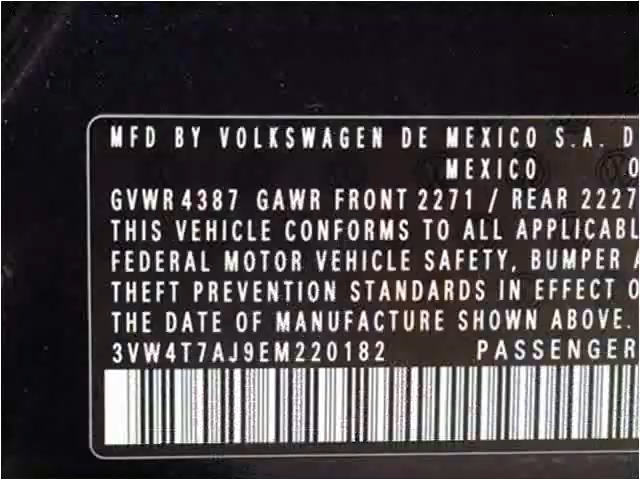 MFD BY VOLKSWAGEN DE MEXICO S.A. D
MEXICO O
GVWR 4387 GAWR FRONT 2271 / REAR 2227
THIS VEHICLE CONFORMS TO ALL APPLICABL
FEDERAL MOTOR VEHICLE SAFETY, BUMPER A
THEFT PREVENTION STANDARDS IN EFFECT O
THE DATE OF MANUFACTURE SHOWN ABOVE.
3VW4T7AJ9EM220182 PASSENGER